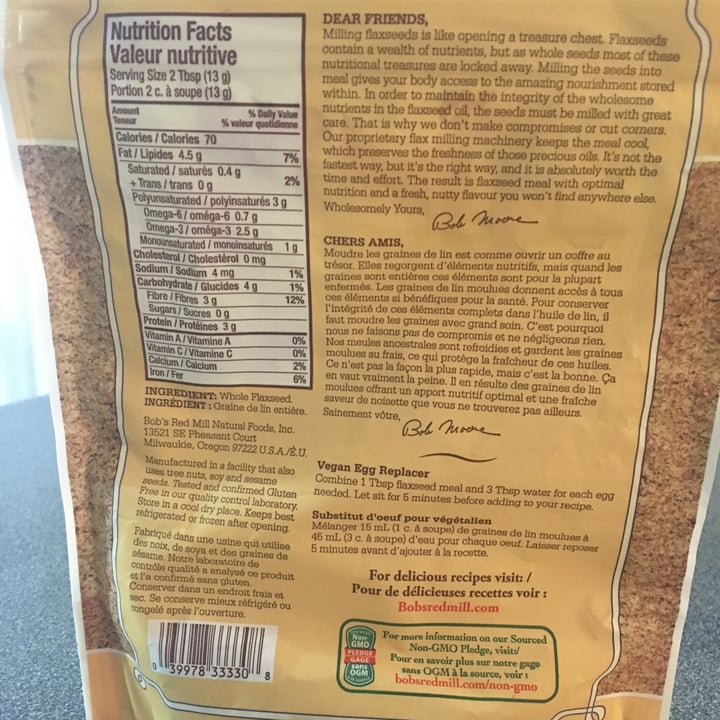 Nutrition Facts
Valeur nutritive
Serving Size 2 Tbsp (13 g)
Portion 2 c. à soupe (13 g)
Amount % Daily Value
Teneur % valeur quotidienne
Calories / Calories 70
Fat / Lipides 4.5 g 7%
Saturated / saturés 0.4 g
+ Trans / trans 0 g 2%
Polyunsaturated / polyinsaturés 3 g
Omega-6 / oméga-6 0.7 g
Omega-3 / oméga-3 2.5 g
Monounsaturated / monoinsaturés 1 g
Cholesterol / Cholestérol 0 mg
Sodium / Sodium 4 mg 1%
Carbohydrate / Glucides 4 g 1%
Fibre / Fibres 3 g 12%
Sugars / Sucres 0 g
Protein / Protéines 3 g
Vitamin A / Vitamine A 0%
Vitamin C / Vitamine C 0%
Calcium / Calcium 2%
Iron / Fer 6%
INGREDIENT: Whole Flaxseed.
INGRÉDIENT : Graine de lin entière.
Bob's Red Mill Natural Foods, Inc.
13521 SE Pheasant Court
Milwaukie, Oregon 97222 U.S.A./É.U.
Manufactured in a facility that also
uses tree nuts, soy and sesame
seeds. Tested and confirmed Gluten
Free in our quality control laboratory.
Store in a cool dry place. Keeps best
refrigerated or frozen after opening.
Fabriqué dans une usine qui utilise
des noix, de soya et des graines de
sésame. Notre laboratoire de
contrôle qualité a analysé ce produit
et l'a confirmé sans gluten.
Conserver dans un endroit frais et
sec. Se conserve mieux réfrigéré ou
congelé après l'ouverture.
0 39978 33330 8
DEAR FRIENDS,
Milling flaxseeds is like opening a treasure chest. Flaxseeds
contain a wealth of nutrients, but as whole seeds most of these
nutritional treasures are locked away. Milling the seeds into
meal gives your body access to the amazing nourishment stored
within. In order to maintain the integrity of the wholesome
nutrients in the flaxseed oil, the seeds must be milled with great
care. That is why we don't make compromises or cut corners.
Our proprietary flax milling machinery keeps the meal cool,
which preserves the freshness of those precious oils. It's not the
fastest way, but it's the right way, and it is absolutely worth the
time and effort. The result is flaxseed meal with optimal
nutrition and a fresh, nutty flavour you won't find anywhere else.
Wholesomely Yours,
Bob Moore
CHERS AMIS,
Moudre les graines de lin est comme ouvrir un coffre au
trésor. Elles regorgent d'éléments nutritifs, mais quand les
graines sont entières ces éléments sont pour la plupart
enfermés. Les graines de lin moulues donnent accès à tous
ces éléments si bénéfiques pour la santé. Pour conserver
l'intégrité de ces éléments complets dans l'huile de lin, il
faut moudre les graines avec grand soin. C'est pourquoi
nous ne faisons pas de compromis et ne négligeons rien.
Nos meules ancestrales sont refroidies et gardent les graines
moulues au frais, ce qui protège la fraîcheur de ces huiles.
Ce n'est pas la façon la plus rapide, mais c'est la bonne. Ça
en vaut vraiment la peine. Il en résulte des graines de lin
moulues offrant un apport nutritif optimal et une fraîche
saveur de noisette que vous ne trouverez pas ailleurs.
Sainement vôtre,
Bob Moore
Vegan Egg Replacer
Combine 1 Tbsp flaxseed meal and 3 Tbsp water for each egg
needed. Let sit for 5 minutes before adding to your recipe.
Substitut d'oeuf pour végétalien
Mélanger 15 mL (1 c. à soupe) de graines de lin moulues à
45 mL (3 c. à soupe) d'eau pour chaque oeuf. Laisser reposer
5 minutes avant d'ajouter à la recette.
For delicious recipes visit: /
Pour de délicieuses recettes voir :
Bobsredmill.com
Non-
GMO
PLEDGE
GAGE
sans
OGM
For more information on our Sourced
Non-GMO Pledge, visit:/
Pour en savoir plus sur notre gage
sans OGM à la source, voir :
bobsredmill.com/non-gmo